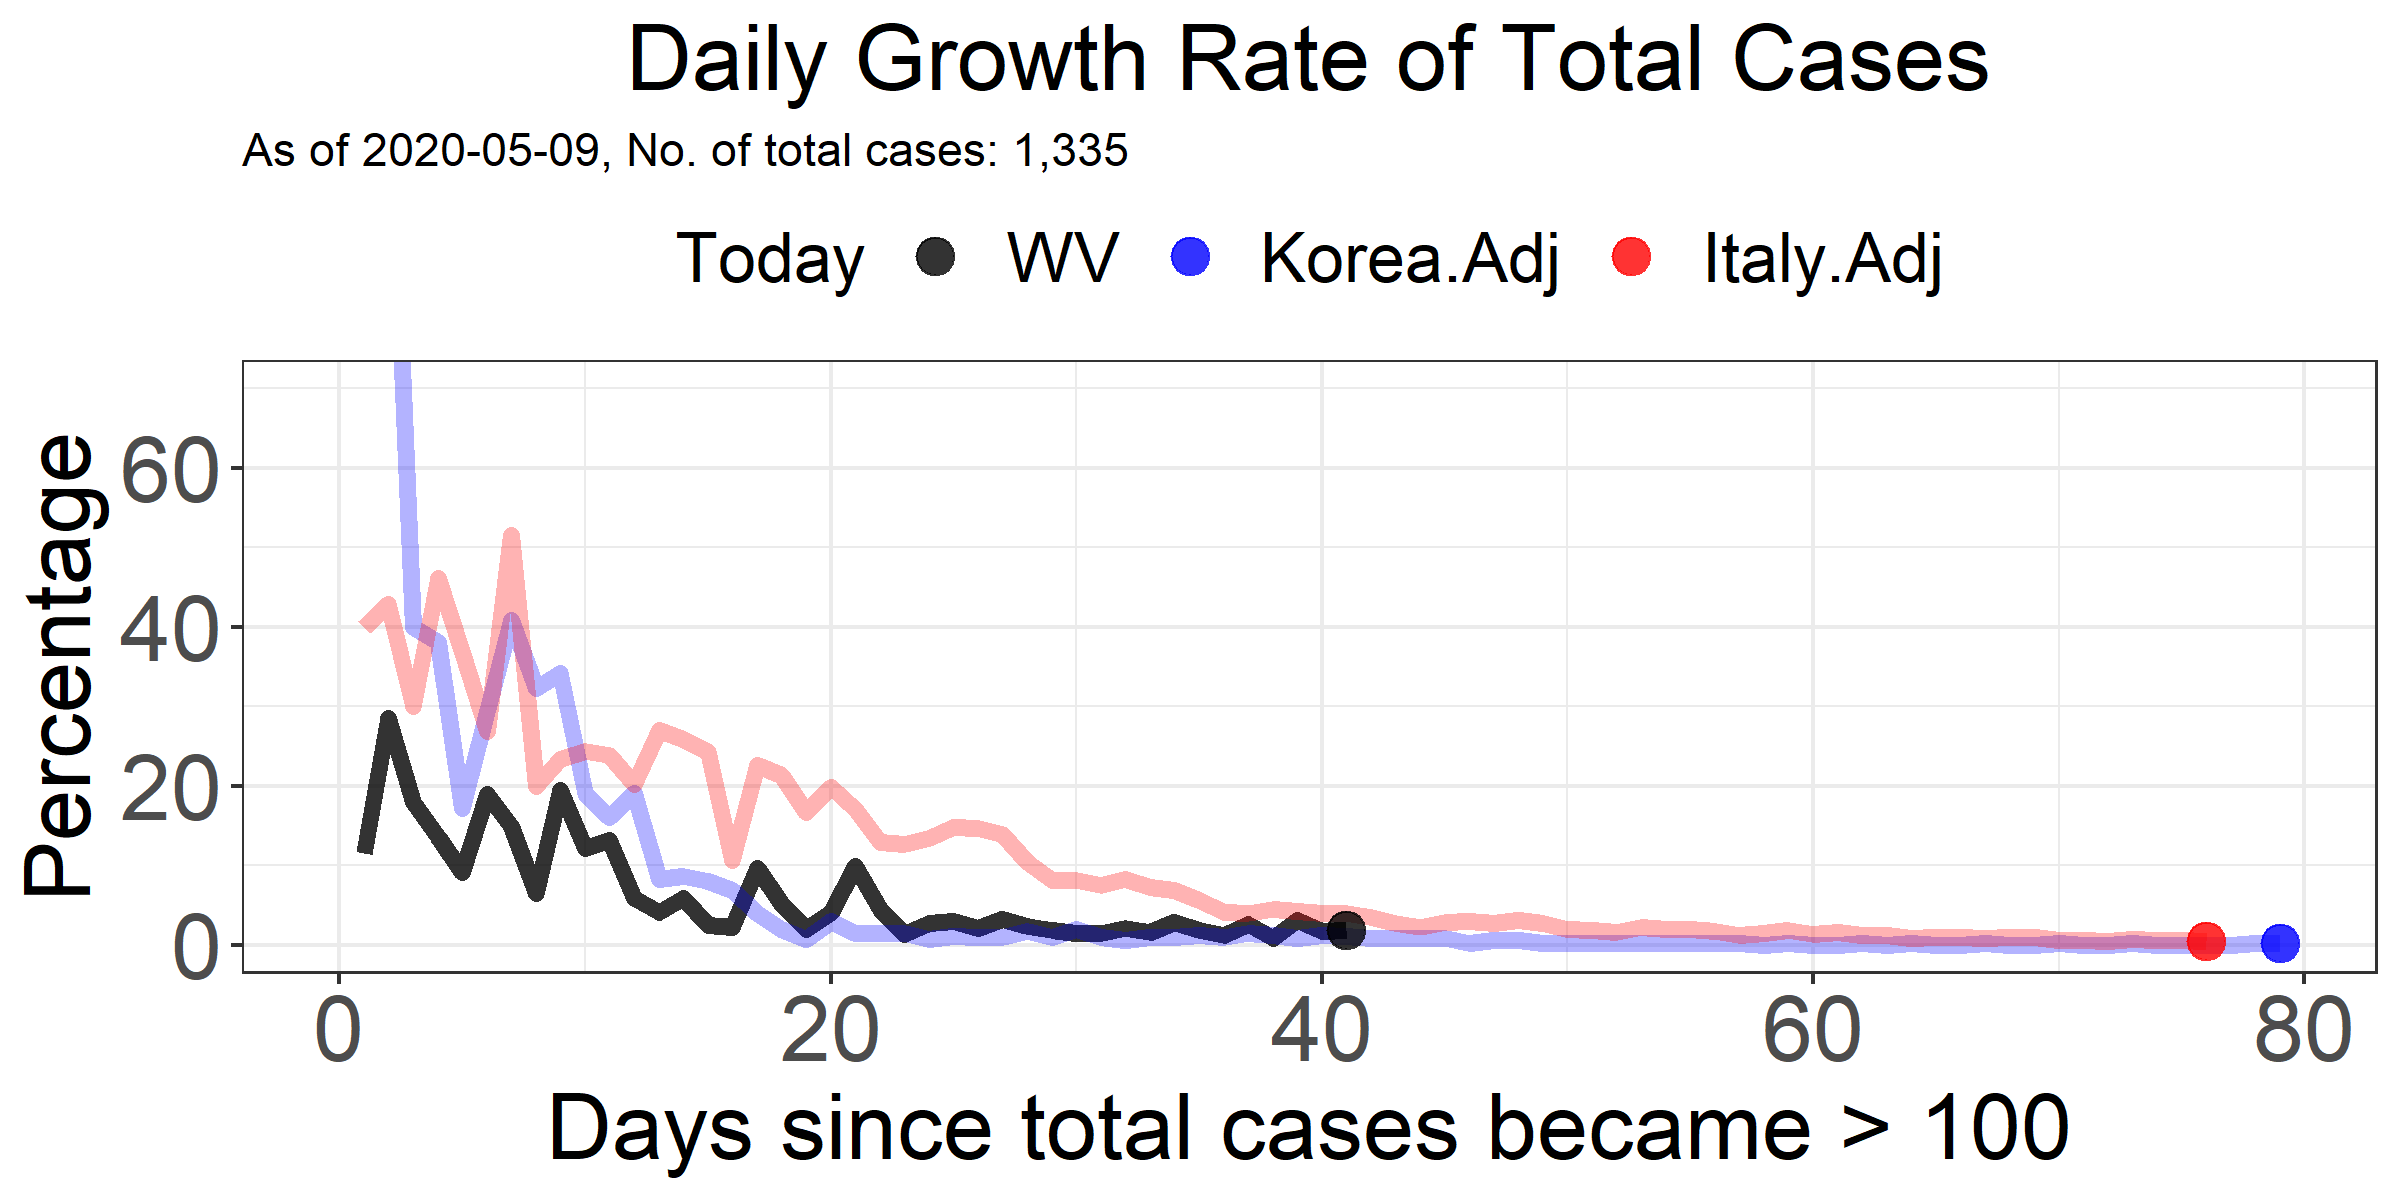 Daily Growth Rate of Total Cases
As of 2020-05-09, No. of total cases: 1,335
Today WV Korea.Adj Italy.Adj
Percentage
60
40
20
0
0 20 40 60 80
Days since total cases became > 100